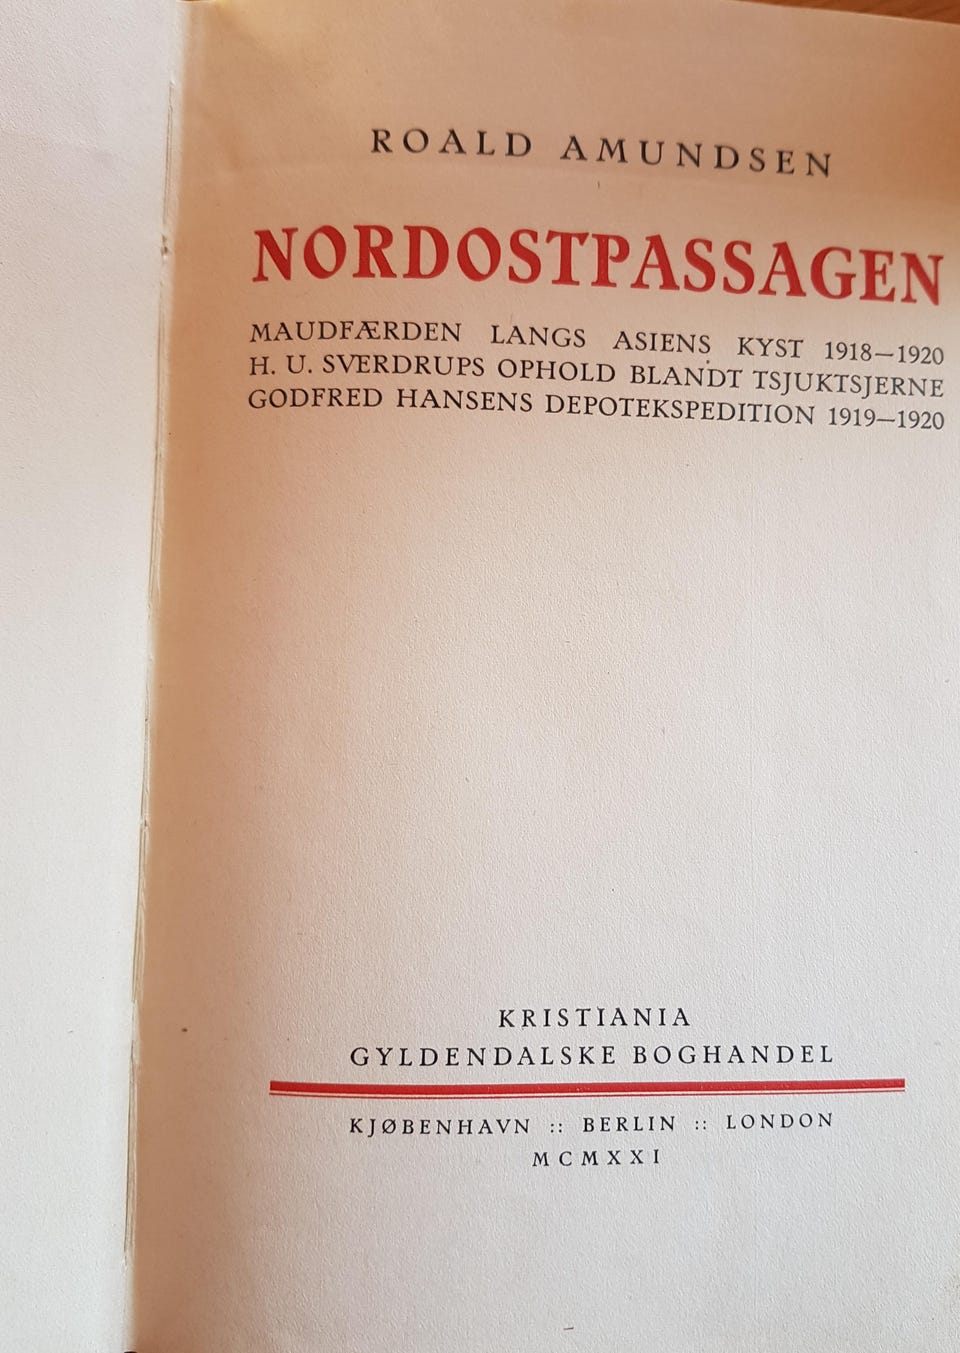 ROALD AMUNDSEN
NORDOSTPASSAGEN
MAUDFÆRDEN LANGS ASIENS KYST 1918—1920
H. U. SVERDRUPS OPHOLD BLANDT TSJUKTSJERNE
GODFRED HANSENS DEPOTEKSPEDITION 1919—1920
KRISTIANIA
GYLDENDALSKE BOGHANDEL
KJØBENHAVN :: BERLIN :: LONDON
MCMXXI